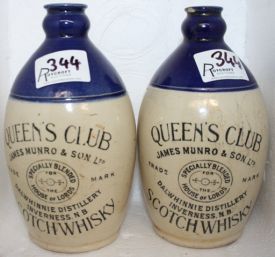 344
Rotherby
QUEEN'S CLUB
JAMES MUNRO & SON. LTD
TRADE MARK
SPECIALLY BLENDED
FOR
HOUSE OF LORDS
DALWHINNIE DISTILLERY
INVERNESS. N.B
SCOTCH WHISKY
344
QUEEN'S CLUB
JAMES MUNRO & SON. LTD
TRADE MARK
SPECIALLY BLENDED
FOR
HOUSE OF LORDS
DALWHINNIE DISTILLERY
INVERNESS. N.B
SCOTCH WHISKY